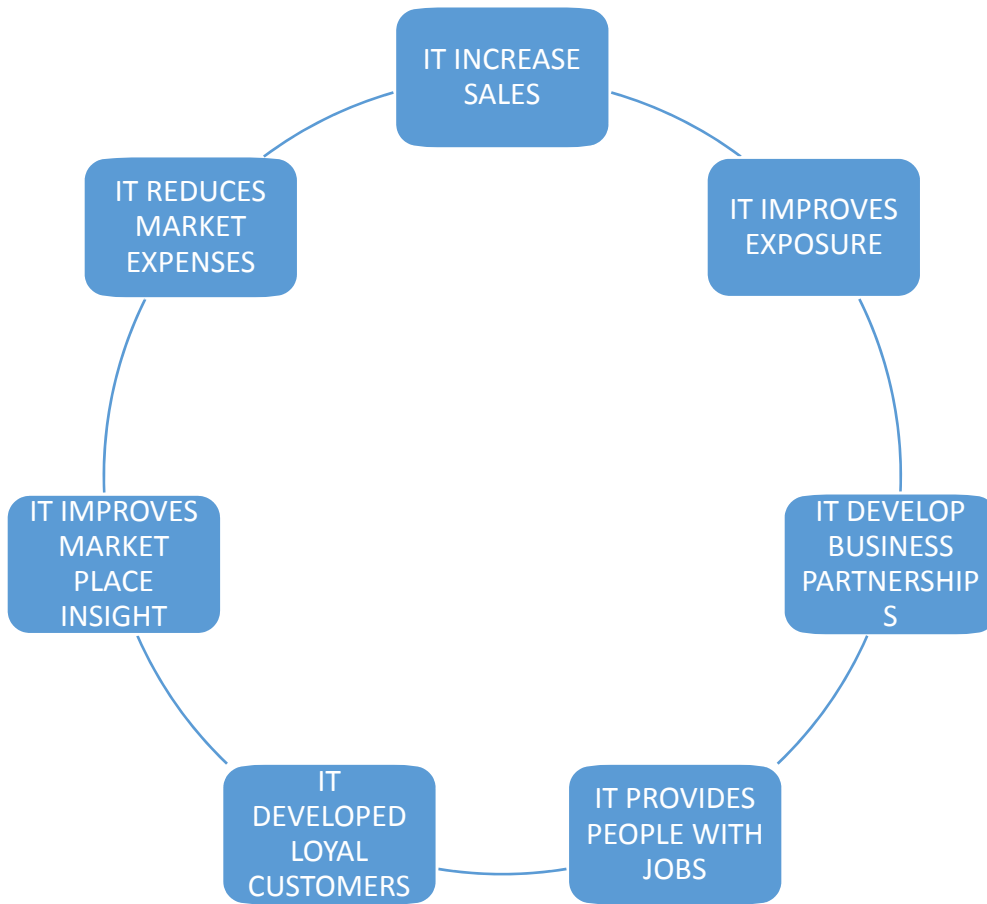 IT INCREASE
SALES
IT IMPROVES
EXPOSURE
IT DEVELOP
BUSINESS
PARTNERSHIP
S
IT PROVIDES
PEOPLE WITH
JOBS
IT
DEVELOPED
LOYAL
CUSTOMERS
IT IMPROVES
MARKET
PLACE
INSIGHT
IT REDUCES
MARKET
EXPENSES